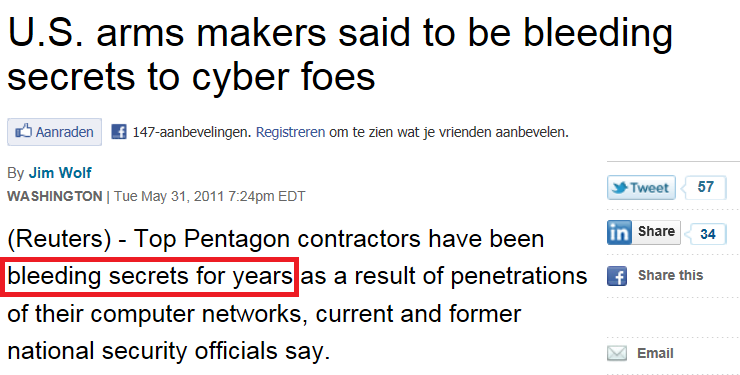 U.S. arms makers said to be bleeding
secrets to cyber foes
Aanraden
147-aanbevelingen. Registreren om te zien wat je vrienden aanbevelen.
By Jim Wolf
WASHINGTON | Tue May 31, 2011 7:24pm EDT
(Reuters) - Top Pentagon contractors have been
bleeding secrets for years as a result of penetrations
of their computer networks, current and former
national security officials say.
Tweet 57
in Share 34
Share this
Email